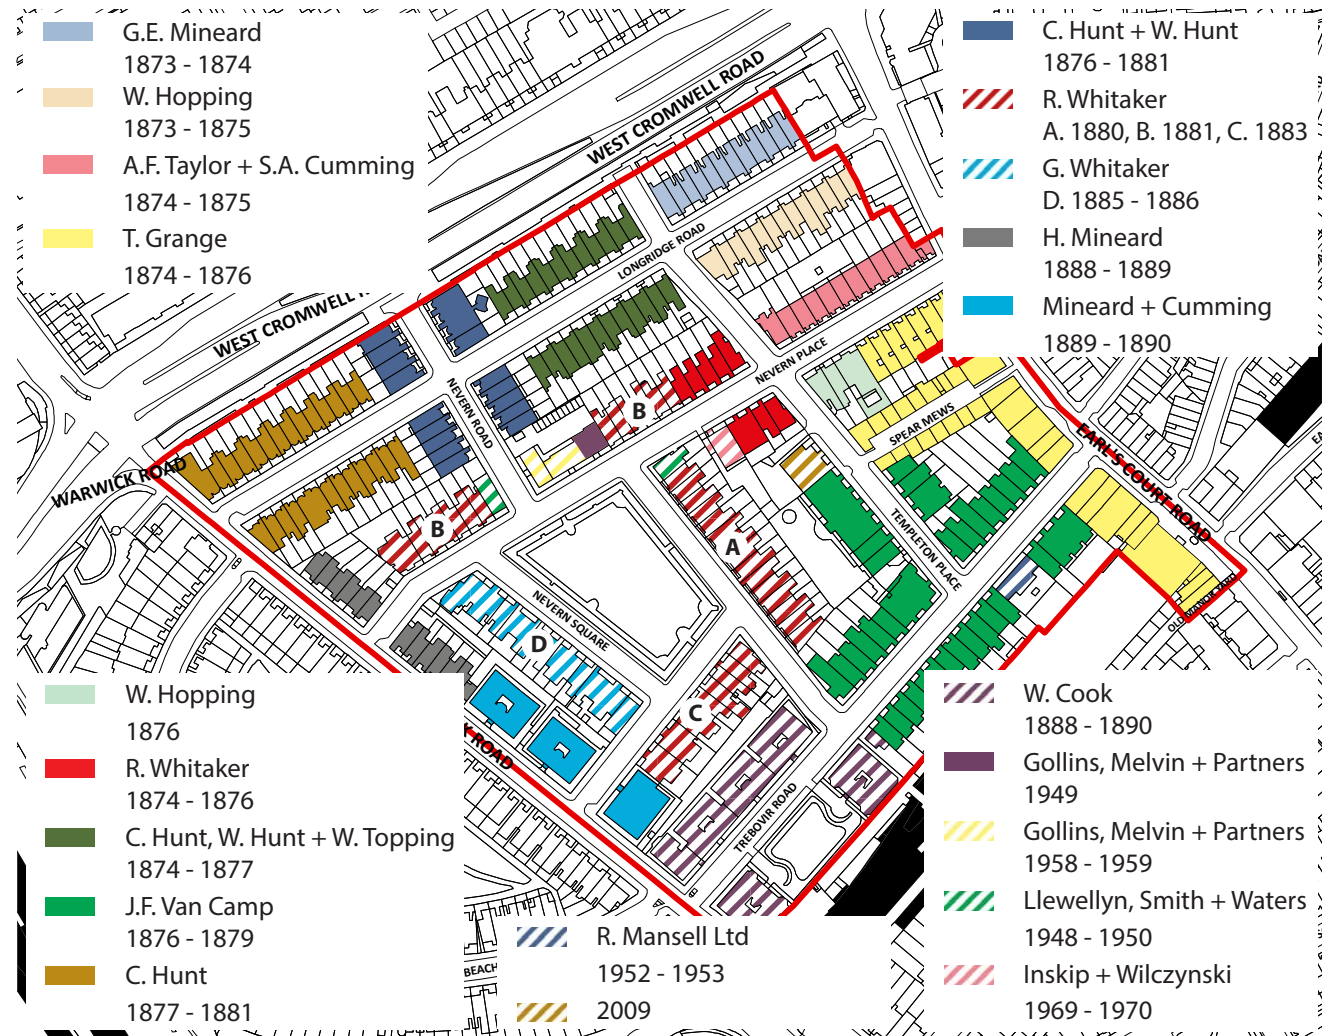 G.E. Mineard
1873 - 1874
W. Hopping
1873 - 1875
A.F. Taylor + S.A. Cumming
1874 - 1875
T. Grange
1874 - 1876
C. Hunt + W. Hunt
1876 - 1881
R. Whitaker
A. 1880, B. 1881, C. 1883
G. Whitaker
D. 1885 - 1886
H. Mineard
1888 - 1889
Mineard + Cumming
1889 - 1890
WEST CROMWELL ROAD
LONGRIDGE ROAD
WEST CROMWELL
NEVERN PLACE
NEVERN ROAD
B
SPEAR MEWS
EARL'S COURT ROAD
WARWICK ROAD
B
A
TEMPLETON PLACE
OLD MANOR YARD
NEVERN SQUARE
D
C
ROAD
TREBOVIR ROAD
BEACH
W. Hopping
1876
R. Whitaker
1874 - 1876
C. Hunt, W. Hunt + W. Topping
1874 - 1877
J.F. Van Camp
1876 - 1879
C. Hunt
1877 - 1881
R. Mansell Ltd
1952 - 1953
2009
W. Cook
1888 - 1890
Gollins, Melvin + Partners
1949
Gollins, Melvin + Partners
1958 - 1959
Llewellyn, Smith + Waters
1948 - 1950
Inskip + Wilczynski
1969 - 1970